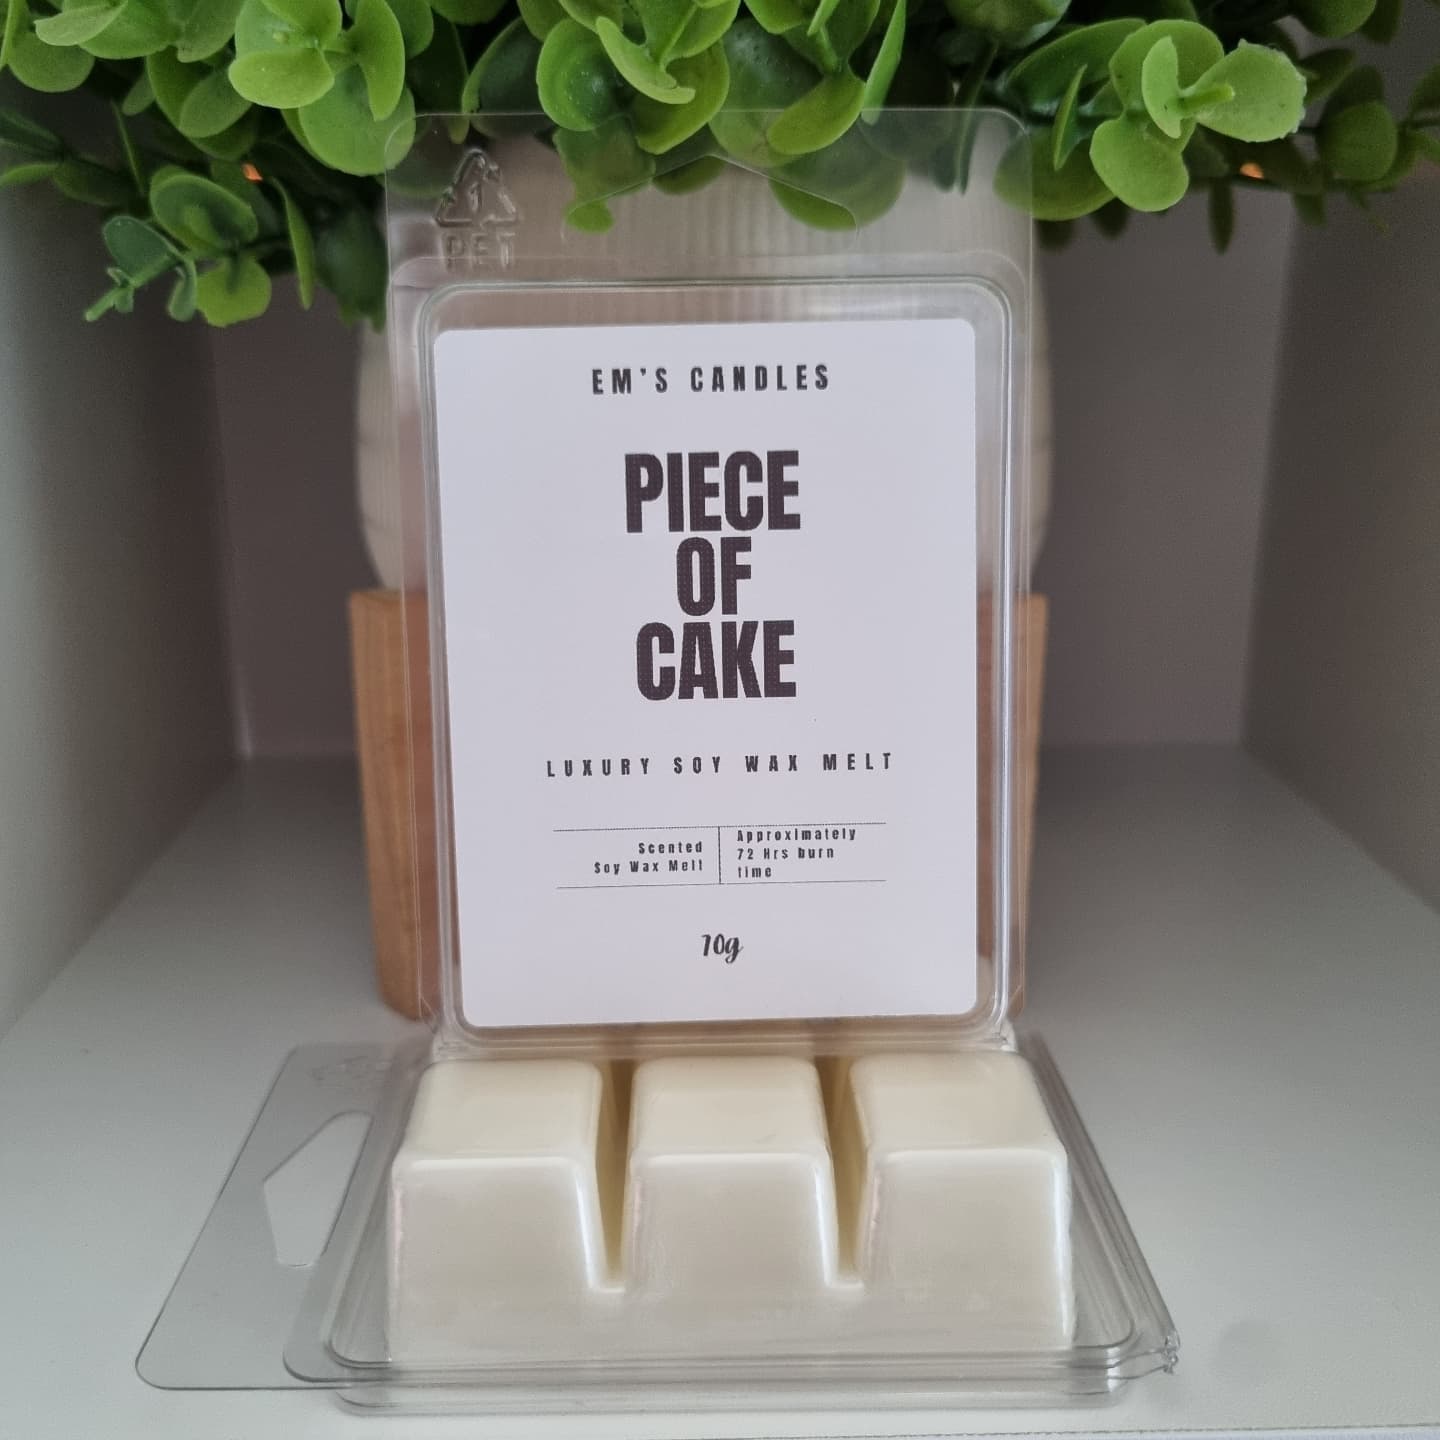 PET
EM'S CANDLES
PIECE
OF
CAKE
LUXURY SOY WAX MELT
Scented
Soy Wax Melt
Approximately
72 Hrs burn
time
70g